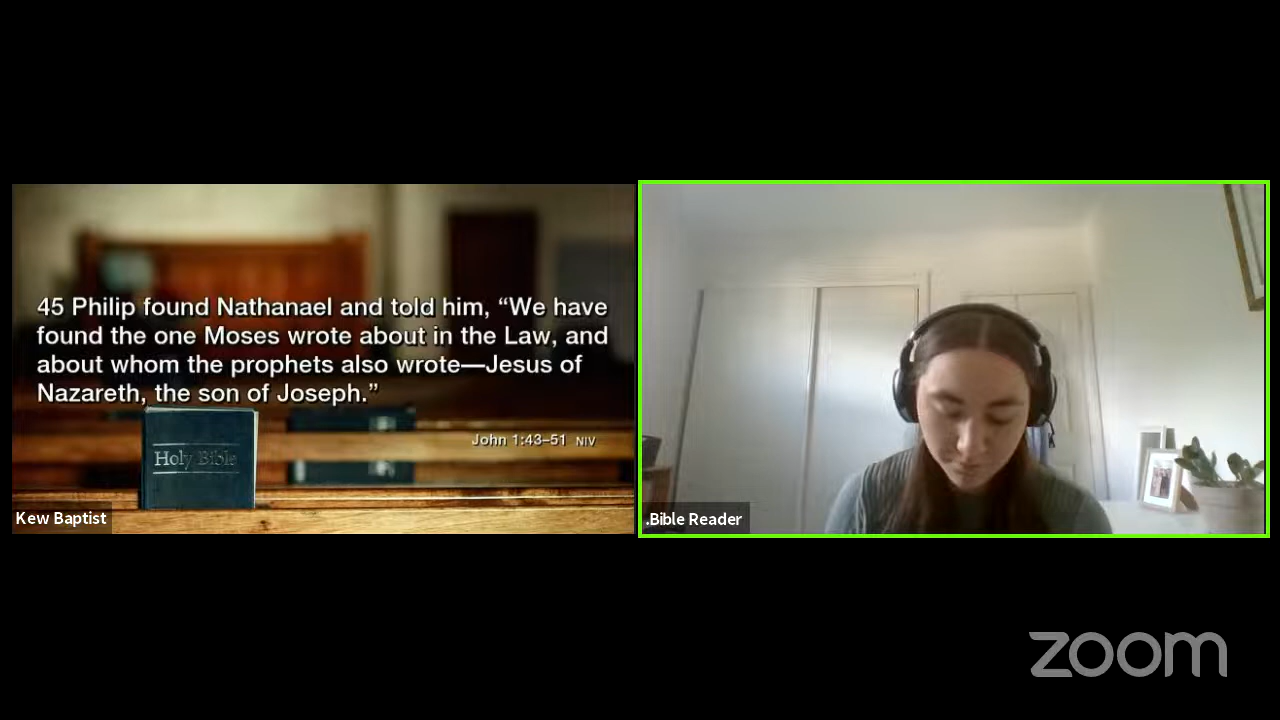 45 Philip found Nathanael and told him, “We have
found the one Moses wrote about in the Law, and
about whom the prophets also wrote—Jesus of
Nazareth, the son of Joseph.”
John 1:43–51 NIV
Holy Bible
Kew Baptist
.Bible Reader
zoom